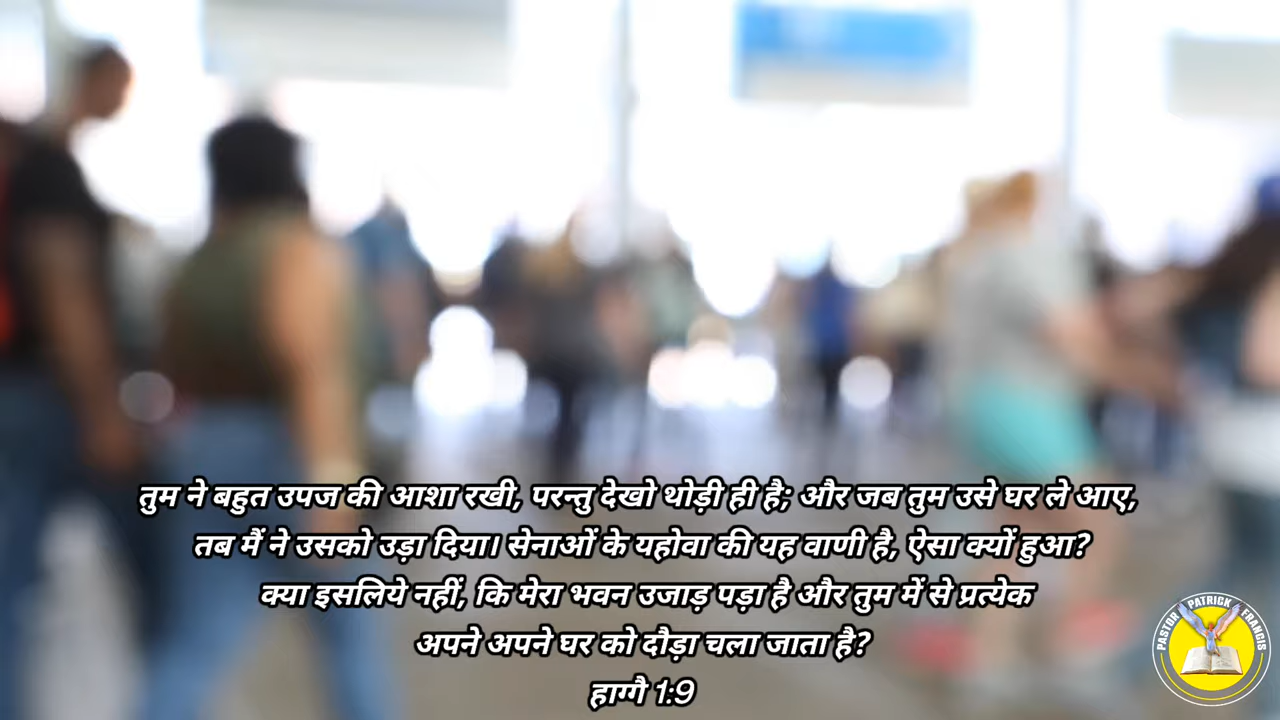 तुम ने बहुत उपज की आशा रखी, परन्तु देखो थोड़ी ही है; और जब तुम उसे घर ले आए,
तब मैं ने उसको उड़ा दिया। सेनाओं के यहोवा की यह वाणी है, ऐसा क्यों हुआ?
क्या इसलिये नहीं, कि मेरा भवन उजाड़ पड़ा है और तुम में से प्रत्येक
अपने अपने घर को दौड़ा चला जाता है?
हाग्गै 1:9
PASTOR PATRICK FRANCIS